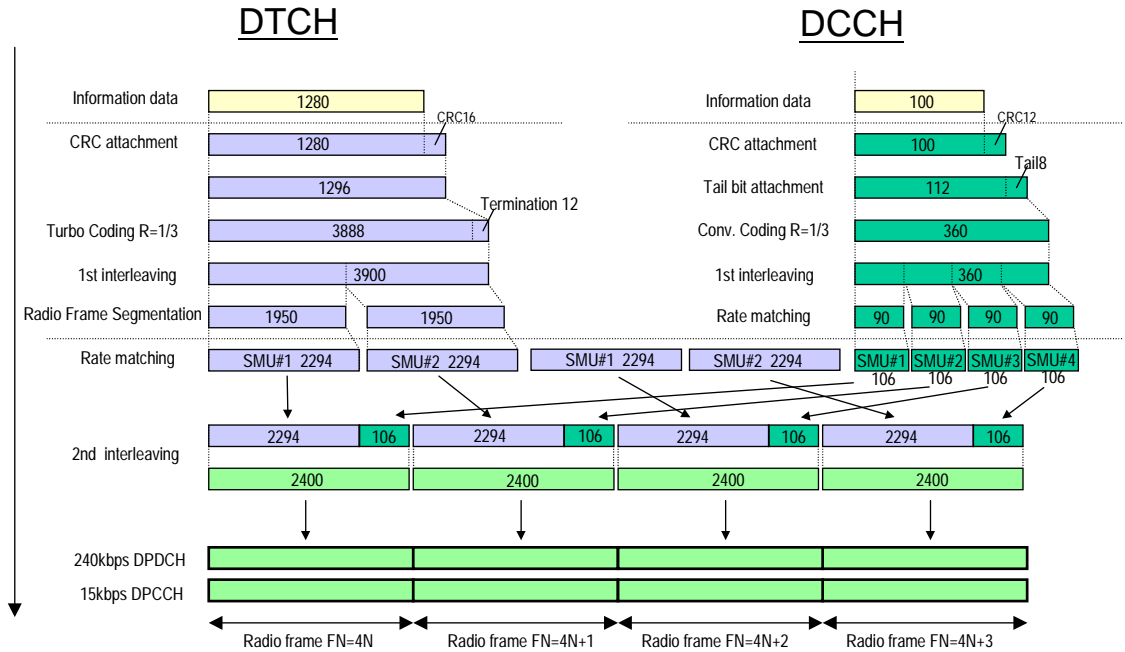 DTCH DCCH
Information data 1280 Information data 100
CRC16 CRC12
CRC attachment 1280 CRC attachment 100
Tail8
1296 Tail bit attachment 112
Termination 12
Turbo Coding R=1/3 3888 Conv. Coding R=1/3 360
1st interleaving 3900 1st interleaving 360
Radio Frame Segmentation 1950 1950 Rate matching 90 90 90 90
Rate matching SMU#1 2294 SMU#2 2294 SMU#1 2294 SMU#2 2294 SMU#1 SMU#2 SMU#3 SMU#4
106 106 106 106
2294 106 2294 106 2294 106 2294 106
2nd interleaving
2400 2400 2400 2400
240kbps DPDCH
15kbps DPCCH
Radio frame FN=4N Radio frame FN=4N+1 Radio frame FN=4N+2 Radio frame FN=4N+3